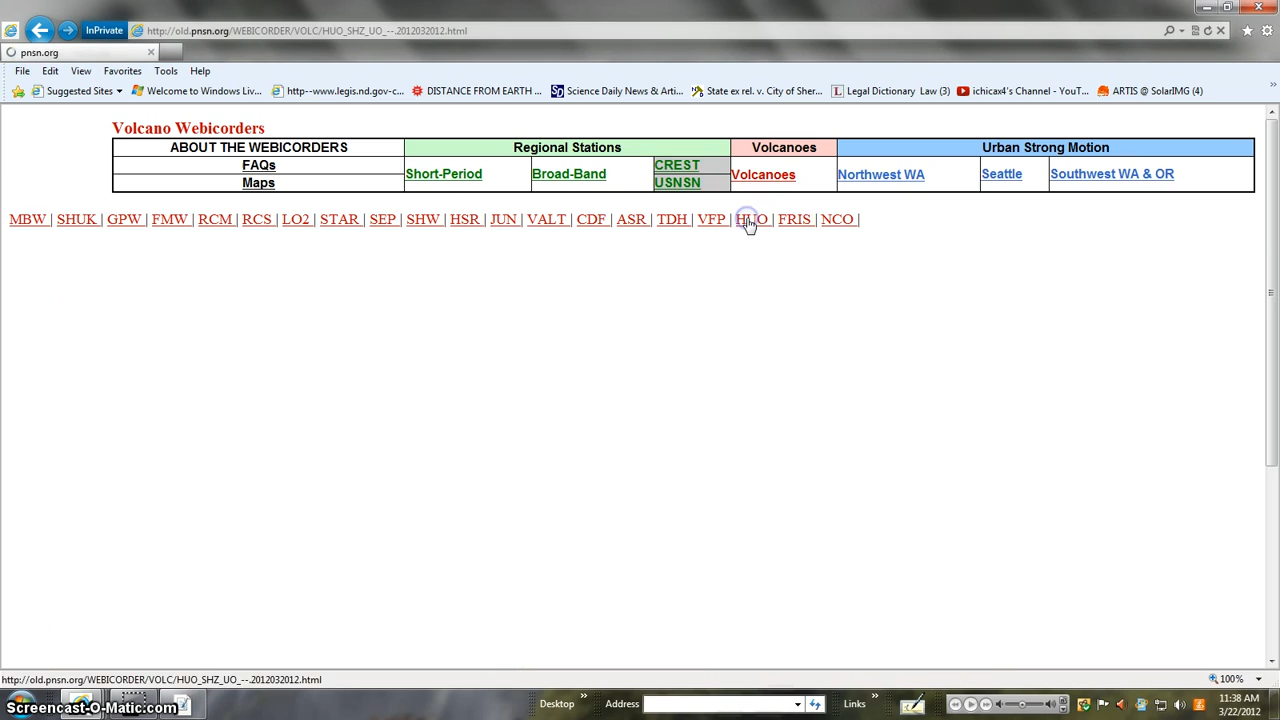 InPrivate http://old.pnsn.org/WEBICORDER/VOLC/HUO_SHZ_UO_--.2012032012.html
pnsn.org
File Edit View Favorites Tools Help
Suggested Sites Welcome to Windows Liv... http--www.legis.nd.gov-c... DISTANCE FROM EARTH ... Science Daily News & Arti... State ex rel. v. City of Sher... Legal Dictionary Law (3) ichicax4's Channel - YouT... ARTIS @ SolarIMG (4)
Volcano Webicorders
ABOUT THE WEBICORDERS Regional Stations Volcanoes Urban Strong Motion
FAQs Short-Period Broad-Band CREST Volcanoes Northwest WA Seattle Southwest WA & OR
Maps USNSN
MBW | SHUK | GPW | FMW | RCM | RCS | LO2 | STAR | SEP | SHW | HSR | JUN | VALT | CDF | ASR | TDH | VFP | HUO | FRIS | NCO |
http://old.pnsn.org/WEBICORDER/VOLC/HUO_SHZ_UO_--.2012032012.html 100%
Screencast-O-Matic.com Desktop Address Links 11:38 AM
3/22/2012